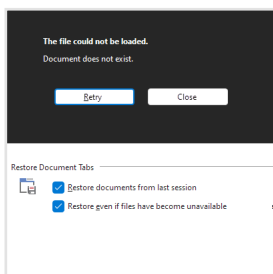 The file could not be loaded.
Document does not exist.
Retry Close
Restore Document Tabs
Restore documents from last session
Restore even if files have become unavailable